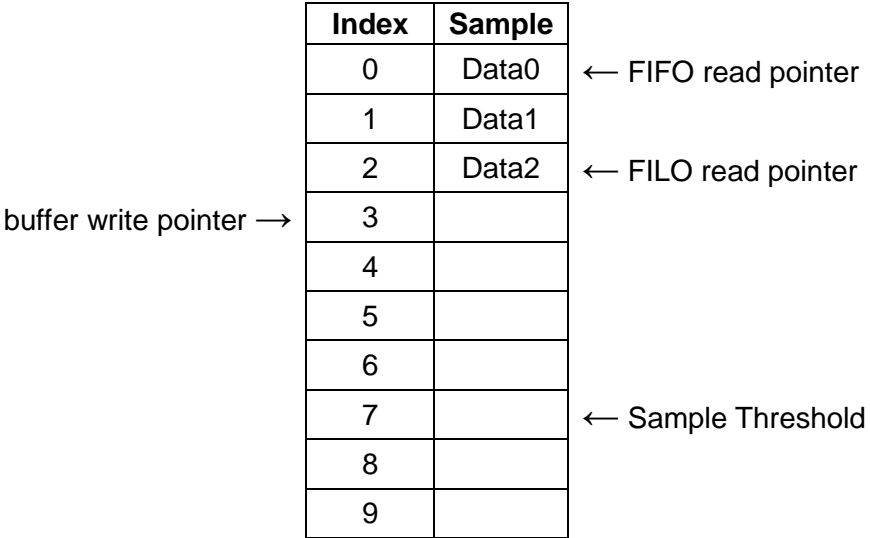 Index Sample
0 Data0 ← FIFO read pointer
1 Data1
2 Data2 ← FILO read pointer
buffer write pointer → 3
4
5
6
7 ← Sample Threshold
8
9